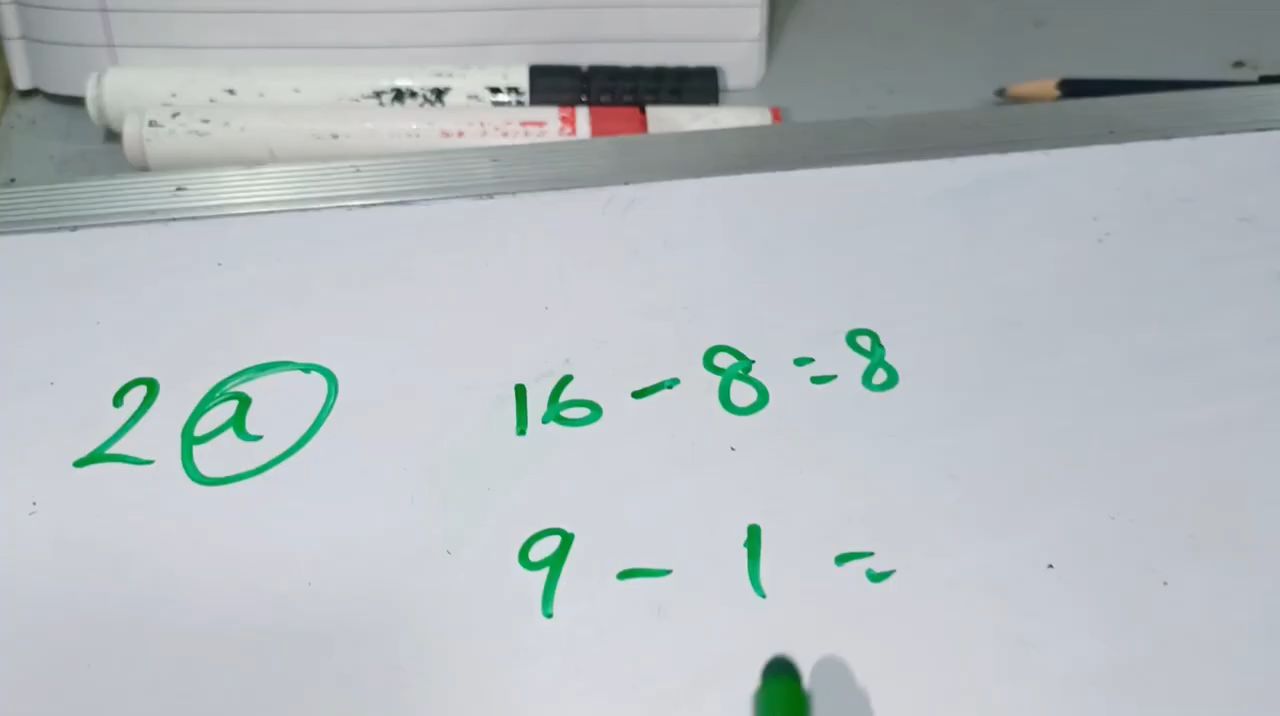 2 a 16 - 8 = 8
9 - 1 =